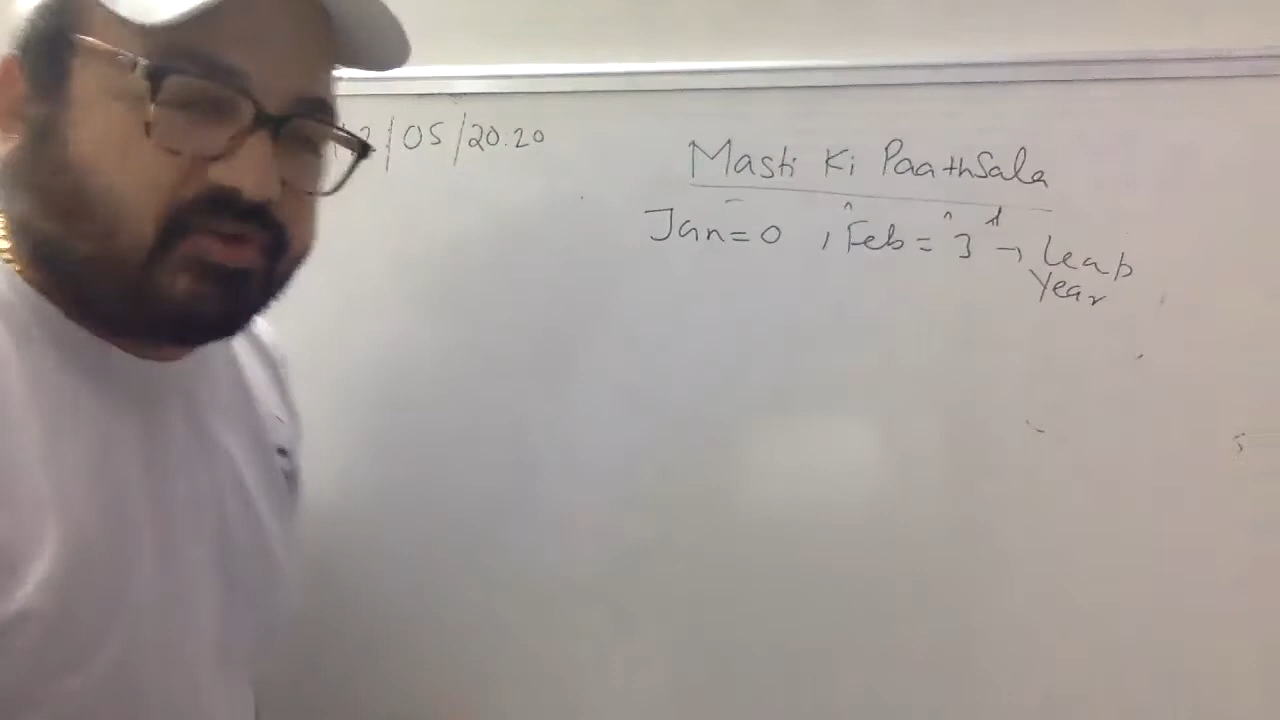 2/05/20.20
Masti Ki PaathSala
Jan=0 , Feb = 3 → Leap
Year